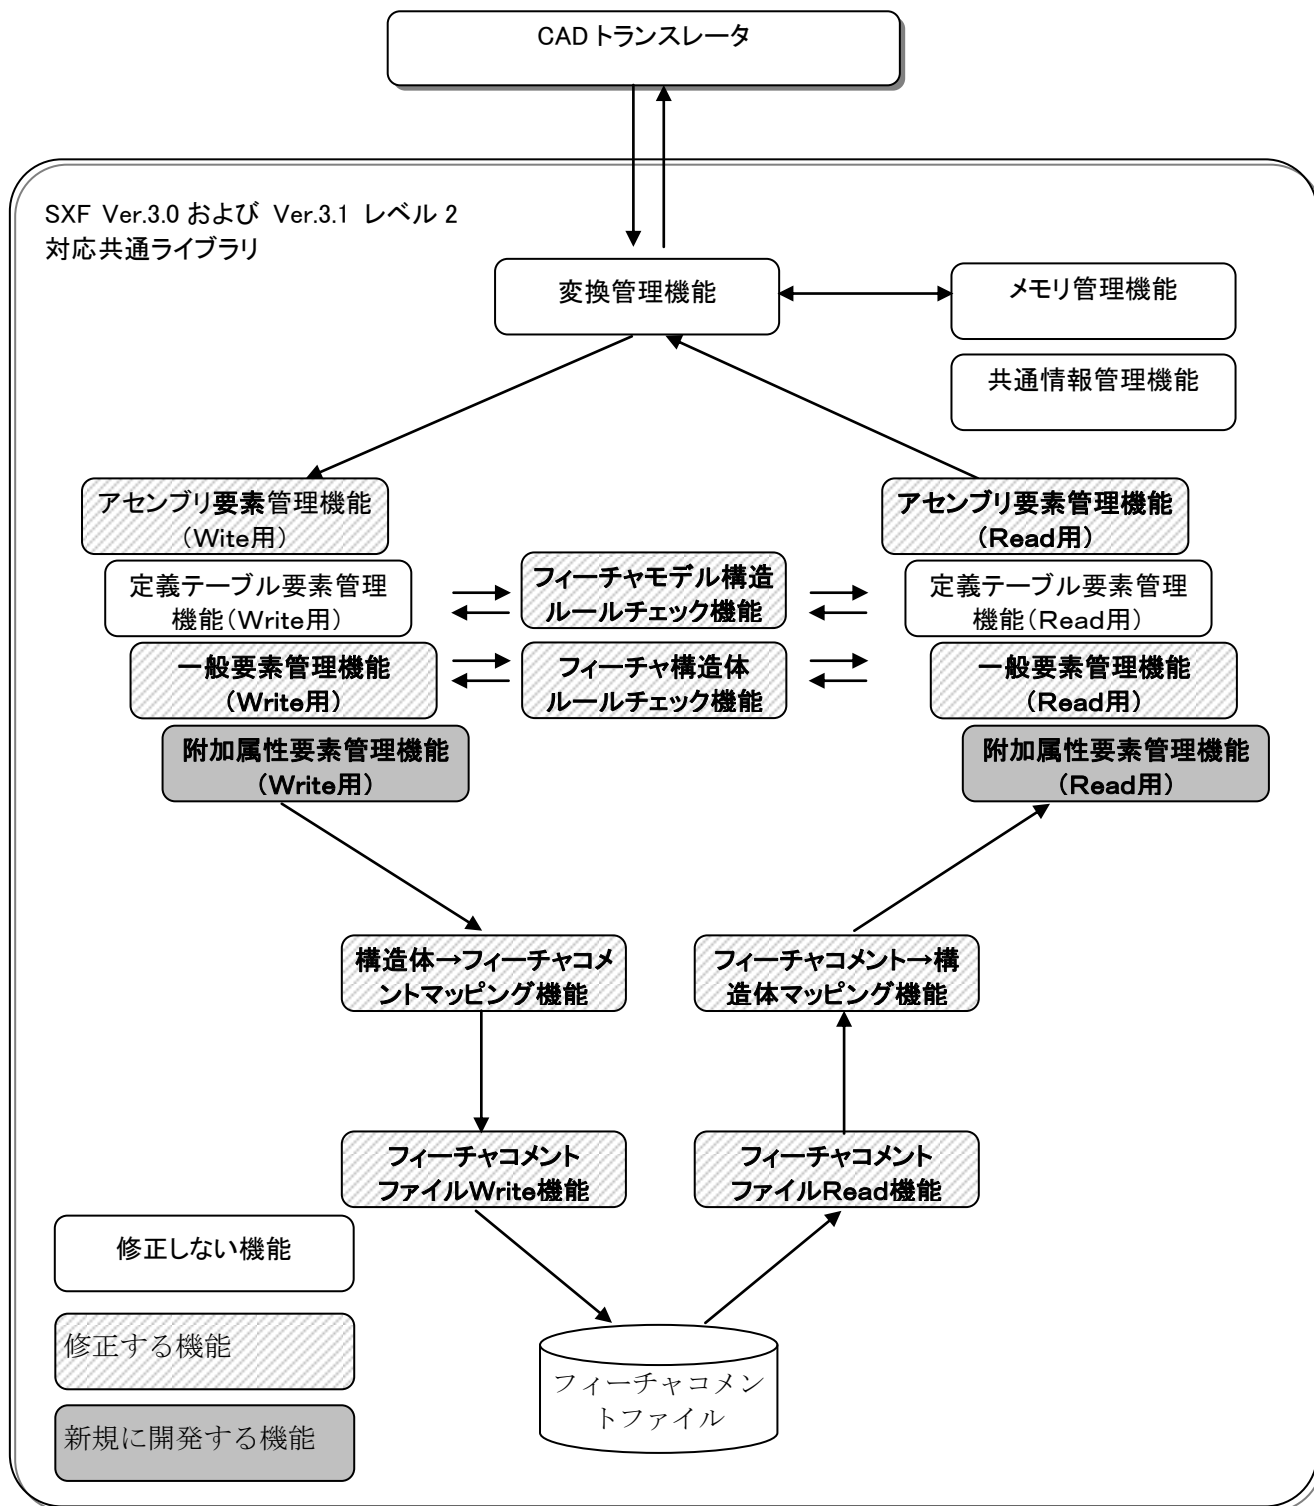 CAD トランスレータ
SXF Ver.3.0 および Ver.3.1 レベル 2
対応共通ライブラリ
変換管理機能
メモリ管理機能
共通情報管理機能
アセンブリ要素管理機能
（Wite用）
定義テーブル要素管理
機能（Write用）
一般要素管理機能
（Write用）
附加属性要素管理機能
（Write用）
フィーチャモデル構造
ルールチェック機能
フィーチャ構造体
ルールチェック機能
アセンブリ要素管理機能
（Read用）
定義テーブル要素管理
機能（Read用）
一般要素管理機能
（Read用）
附加属性要素管理機能
（Read用）
構造体→フィーチャコメ
ントマッピング機能
フィーチャコメント→構
造体マッピング機能
フィーチャコメント
ファイルWrite機能
フィーチャコメント
ファイルRead機能
フィーチャコメン
トファイル
修正しない機能
修正する機能
新規に開発する機能